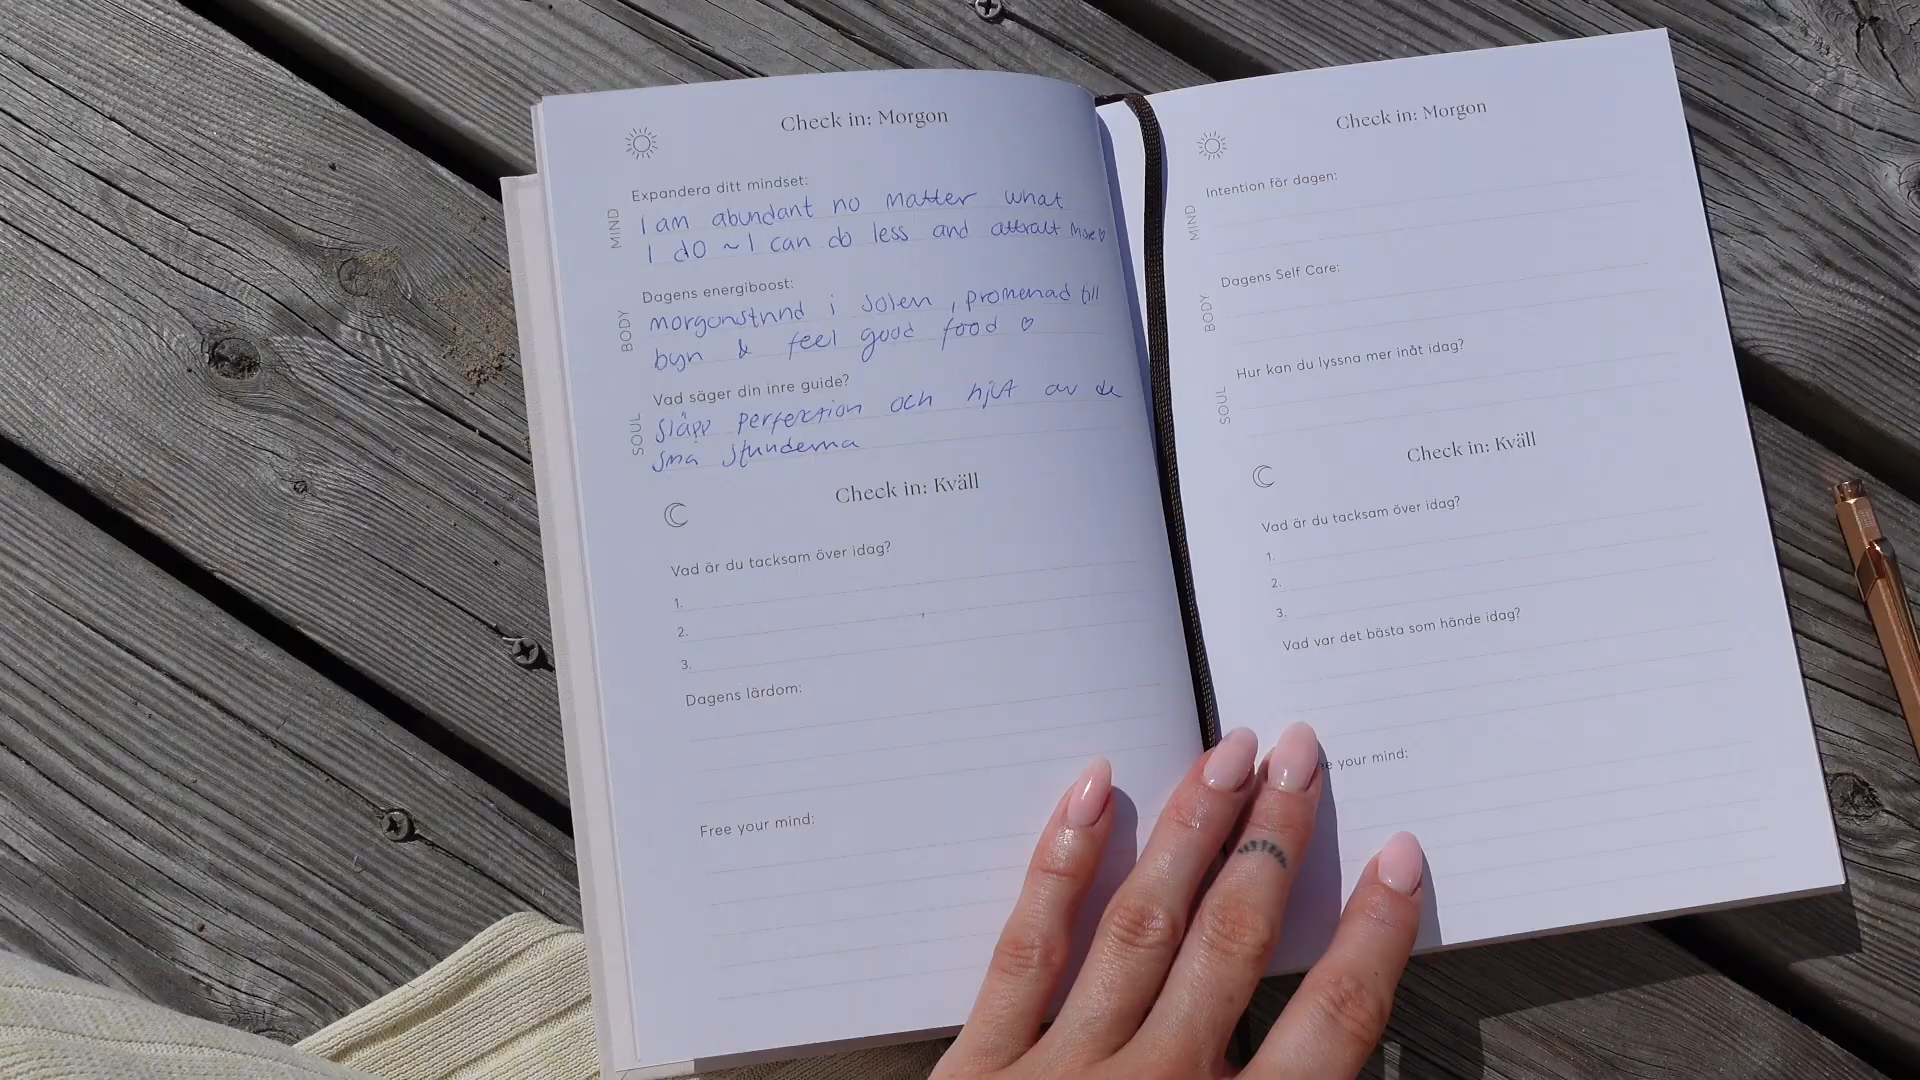 Check in: Morgon
MIND
Expandera ditt mindset:
I am abundant no matter what
I do ~ I can do less and attract more
BODY
Dagens energiboost:
morgonstund i solen, promenad till
byn & feel good food
SOUL
Vad säger din inre guide?
släpp perfektion och njut av de
små stunderna
Check in: Kväll
Vad är du tacksam över idag?
1.
2.
3.
Dagens lärdom:
Free your mind:
Check in: Morgon
MIND
Intention för dagen:
BODY
Dagens Self Care:
SOUL
Hur kan du lyssna mer inåt idag?
Check in: Kväll
Vad är du tacksam över idag?
1.
2.
3.
Vad var det bästa som hände idag?
your mind: